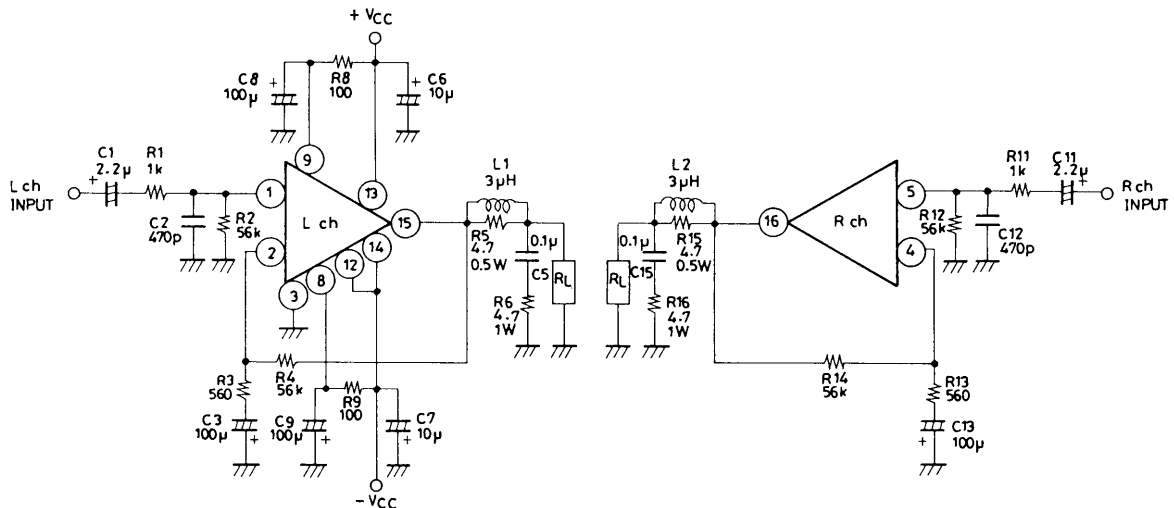 + VCC
C8
100µ
R8
100
C6
10µ
C1
2.2µ
R1
1k
L ch
INPUT
C2
470p
R2
56k
1
2
3
8
9
12
13
14
15
L ch
L1
3µH
R5
4.7
0.5W
0.1µ
C5
RL
R6
4.7
1W
R3
560
R4
56k
C3
100µ
C9
100µ
R9
100
C7
10µ
- VCC
L2
3µH
0.1µ
C15
R15
4.7
0.5W
RL
R16
4.7
1W
16
R ch
5
4
R11
1k
C11
2.2µ
R ch
INPUT
R12
56k
C12
470p
R14
56k
R13
560
C13
100µ